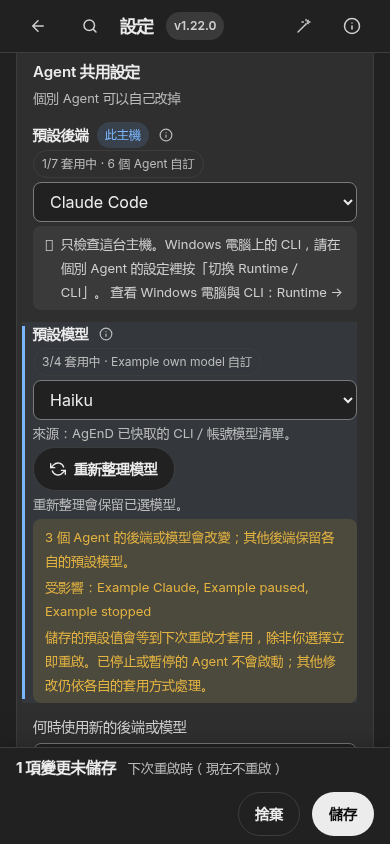 設定 v1.22.0
Agent 共用設定
個別 Agent 可以自己改掉
預設後端 此主機
1/7 套用中 · 6 個 Agent 自訂
Claude Code
只檢查這台主機。Windows 電腦上的 CLI，請在
個別 Agent 的設定裡按「切換 Runtime /
CLI」。 查看 Windows 電腦與 CLI：Runtime →
預設模型
3/4 套用中 · Example own model 自訂
Haiku
來源：AgEnD 已快取的 CLI / 帳號模型清單。
重新整理模型
重新整理會保留已選模型。
3 個 Agent 的後端或模型會改變；其他後端保留各
自的預設模型。
受影響：Example Claude, Example paused,
Example stopped
儲存的預設值會等到下次重啟才套用，除非你選擇立
即重啟。已停止或暫停的 Agent 不會啟動；其他修
改仍依各自的套用方式處理。
何時使用新的後端或模型
1 項變更未儲存 下次重啟時（現在不重啟）
捨棄 儲存